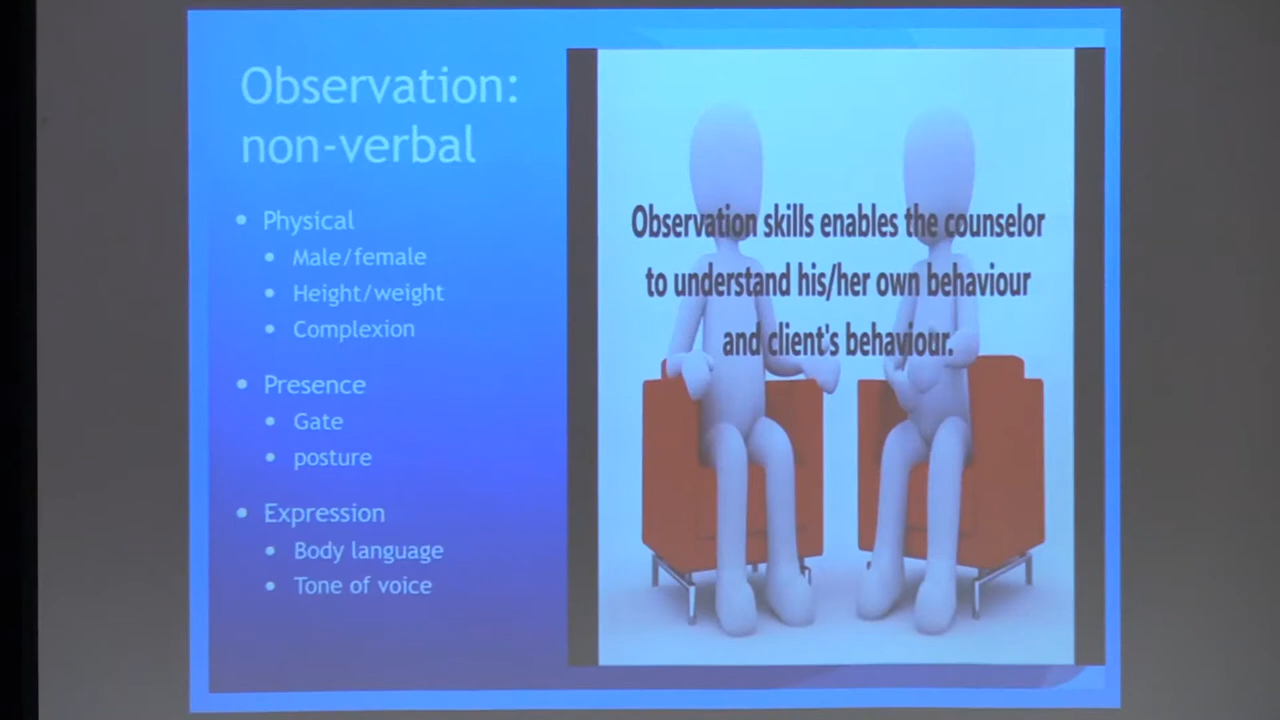 Observation:
non-verbal
• Physical
• Male/female
• Height/weight
• Complexion
• Presence
• Gate
• posture
• Expression
• Body language
• Tone of voice
Observation skills enables the counselor
to understand his/her own behaviour
and client's behaviour.